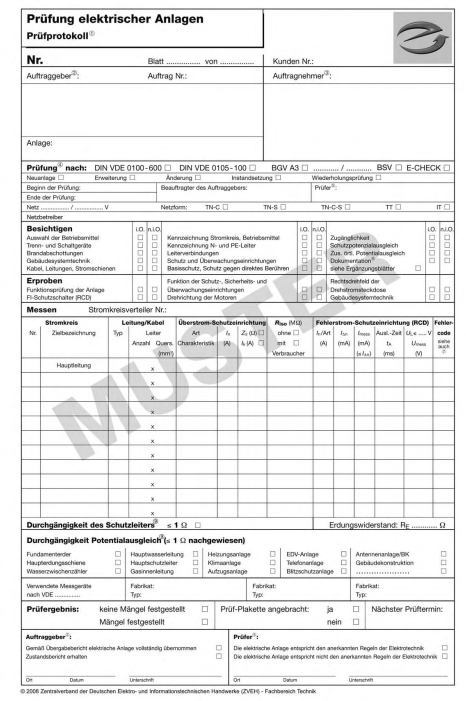 Prüfung elektrischer Anlagen
Prüfprotokoll①
Nr. Blatt ................ von ................ Kunden Nr.:
Auftraggeber②: Auftrag Nr.: Auftragnehmer③:
Anlage:
Prüfung④ nach: DIN VDE 0100-600 □ DIN VDE 0105-100 □ BGV A3 □ ............ / ............ BSV □ E-CHECK □
Neuanlage □ Erweiterung □ Änderung □ Instandsetzung □ Wiederholungsprüfung □
Beginn der Prüfung: Beauftragter des Auftraggebers: Prüfer:
Ende der Prüfung:
Netz ............... / ............... V Netzform: TN-C □ TN-S □ TN-C-S □ TT □ IT □
Netzbetreiber
Besichtigen i.O. n.i.O. i.O. n.i.O. i.O. n.i.O.
Auswahl der Betriebsmittel □ □ Kennzeichnung Stromkreis, Betriebsmittel □ □ Zugänglichkeit □ □
Trenn- und Schaltgeräte □ □ Kennzeichnung N- und PE-Leiter □ □ Schutzpotenzialausgleich □ □
Brandabschottungen □ □ Leiterverbindungen □ □ Zus. örtl. Potentialausgleich □ □
Gebäudesystemtechnik □ □ Schutz und Überwachungseinrichtungen □ □ Dokumentation □ □
Kabel, Leitungen, Stromschienen □ □ Basisschutz, Schutz gegen direktes Berühren □ □ siehe Ergänzungsblätter □
Erproben Funktion der Schutz-, Sicherheits- und Rechtsdrehfeld der
Funktionsprüfung der Anlage □ □ Überwachungseinrichtungen □ □ Drehstromsteckdose □ □
FI-Schutzschalter (RCD) □ □ Drehrichtung der Motoren □ □ Gebäudesystemtechnik □ □
Messen Stromkreisverteiler Nr.:
Stromkreis Leitung/Kabel Überstrom-Schutzeinrichtung Riso (MΩ) Fehlerstrom-Schutzeinrichtung (RCD) Fehler-
Nr. Zielbezeichnung Typ Leiter Art ohne □ code
Anzahl Quers. Charakteristik (A) mit □ (mA) (mA) siehe
(mm²) Verbraucher (ms) (V) auch
Hauptleitung x
x
x
x
x
x
x
x
x
x
x
MUSTER
Durchgängigkeit des Schutzleiters ≤ 1 Ω □ Erdungswiderstand: RE ............ Ω
Durchgängigkeit Potentialausgleich (≤ 1 Ω nachgewiesen)
Fundamenterder □ Hauptwasserleitung □ Heizungsanlage □ EDV-Anlage □ Antennenanlage/BK □
Haupterdungsschiene □ Hauptschutzleiter □ Klimaanlage □ Telefonanlage □ Gebäudekonstruktion □
Wasserzwischenzähler □ Gasinnenleitung □ Aufzugsanlage □ Blitzschutzanlage □ .................... □
Verwendete Messgeräte Fabrikat: Fabrikat: Fabrikat:
nach VDE ................. Typ: Typ: Typ:
Prüfergebnis: keine Mängel festgestellt □ Prüf-Plakette angebracht: ja □ Nächster Prüftermin:
Mängel festgestellt □ nein □
Auftraggeber: Prüfer:
Gemäß Übergabebericht elektrische Anlage vollständig übernommen □ Die elektrische Anlage entspricht den anerkannten Regeln der Elektrotechnik □
Zustandsbericht erhalten □ Die elektrische Anlage entspricht nicht den anerkannten Regeln der Elektrotechnik □
Ort Datum Unterschrift Ort Datum Unterschrift
© 2008 Zentralverband der Deutschen Elektro- und Informationstechnischen Handwerke (ZVEH) - Fachbereich Technik